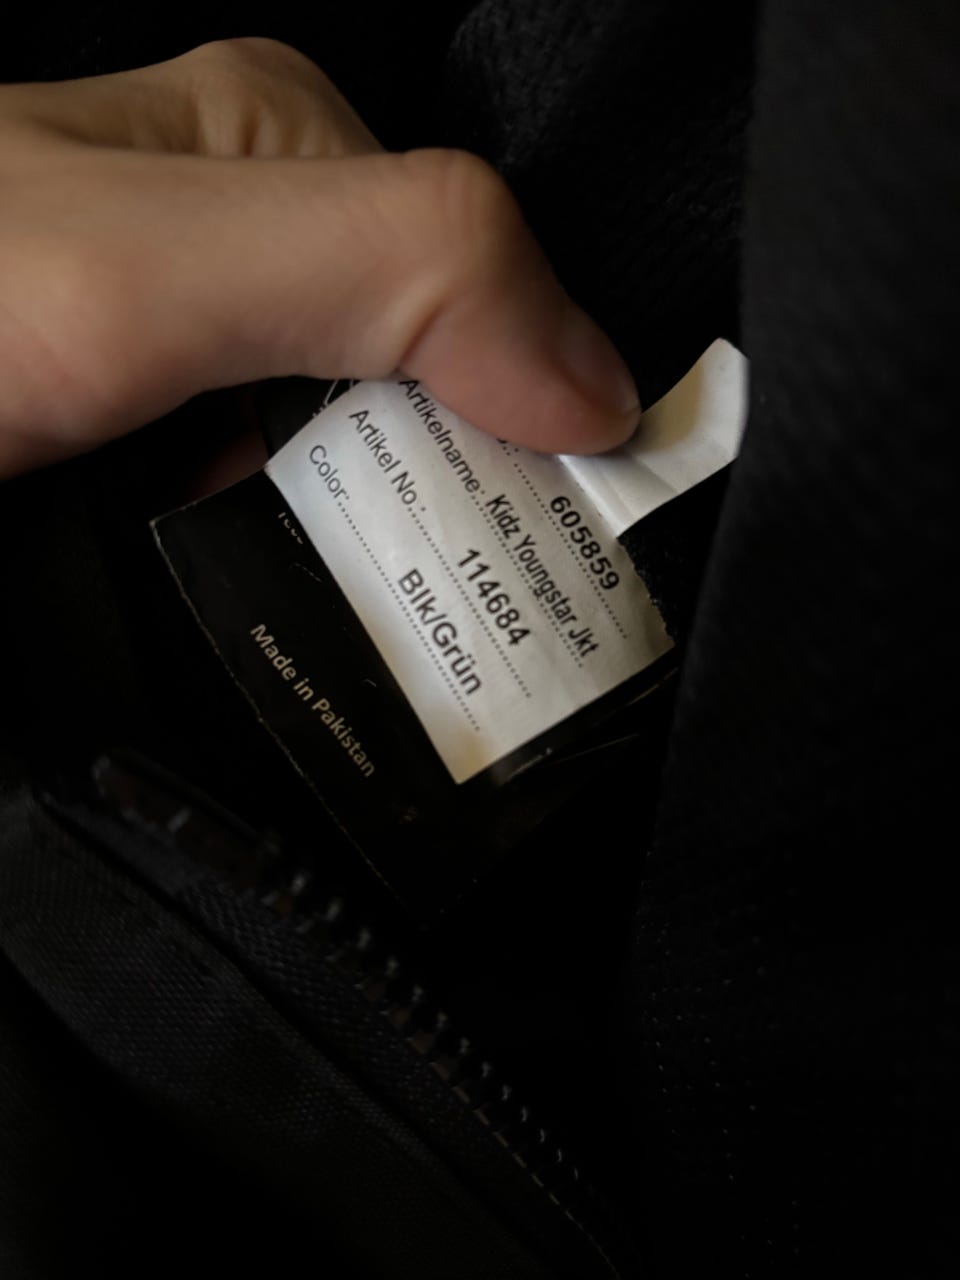 605859
Artikelname: Kidz Youngstar Jkt
Artikel No.: 114684
Color: Blk/Grün
Made in Pakistan